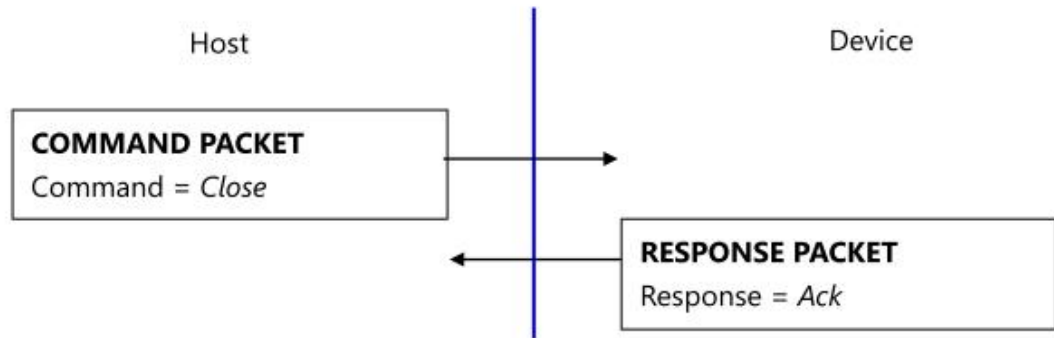 Host
Device
COMMAND PACKET
Command = Close
RESPONSE PACKET
Response = Ack